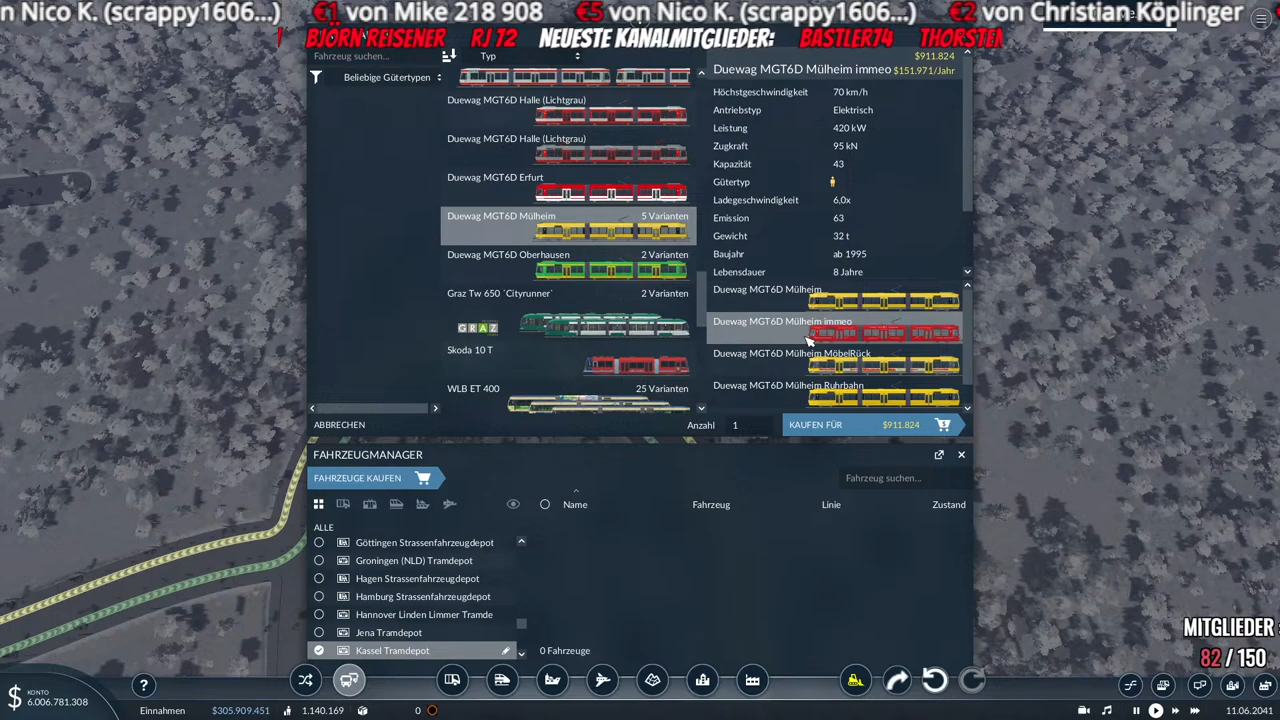 €1 von Mike 218 908 €5 von Nico K. (scrappy1606...) €2 von Christian Köplinger
BJÖRN REISENER RJ 72 NEUESTE KANALMITGLIEDER: BASTLER74 THORSTEN
Fahrzeug suchen...
Typ
Beliebige Gütertypen
Duewag MGT6D Halle (Lichtgrau)
Duewag MGT6D Halle (Lichtgrau)
Duewag MGT6D Erfurt
Duewag MGT6D Mülheim 5 Varianten
Duewag MGT6D Oberhausen 2 Varianten
Graz Tw 650 `Cityrunner` 2 Varianten
GRAZ
Skoda 10 T
WLB ET 400 25 Varianten
$911.824
Duewag MGT6D Mülheim immeo $151.971/Jahr
Höchstgeschwindigkeit 70 km/h
Antriebstyp Elektrisch
Leistung 420 kW
Zugkraft 95 kN
Kapazität 43
Gütertyp
Ladegeschwindigkeit 6,0x
Emission 63
Gewicht 32 t
Baujahr ab 1995
Lebensdauer 8 Jahre
Duewag MGT6D Mülheim
Duewag MGT6D Mülheim immeo
Duewag MGT6D Mülheim MöbelRück
Duewag MGT6D Mülheim Ruhrbahn
ABBRECHEN
Anzahl 1
KAUFEN FÜR $911.824
FAHRZEUGMANAGER
FAHRZEUGE KAUFEN
Fahrzeug suchen...
Name Fahrzeug Linie Zustand
ALLE
Göttingen Strassenfahrzeugdepot
Groningen (NLD) Tramdepot
Hagen Strassenfahrzeugdepot
Hamburg Strassenfahrzeugdepot
Hannover Linden Limmer Tramde
Jena Tramdepot
Kassel Tramdepot
0 Fahrzeuge
MITGLIEDER
82 / 150
$ KONTO
6.006.781.308
?
Einnahmen $305.909.451 1.140.169 0
11.06.2041